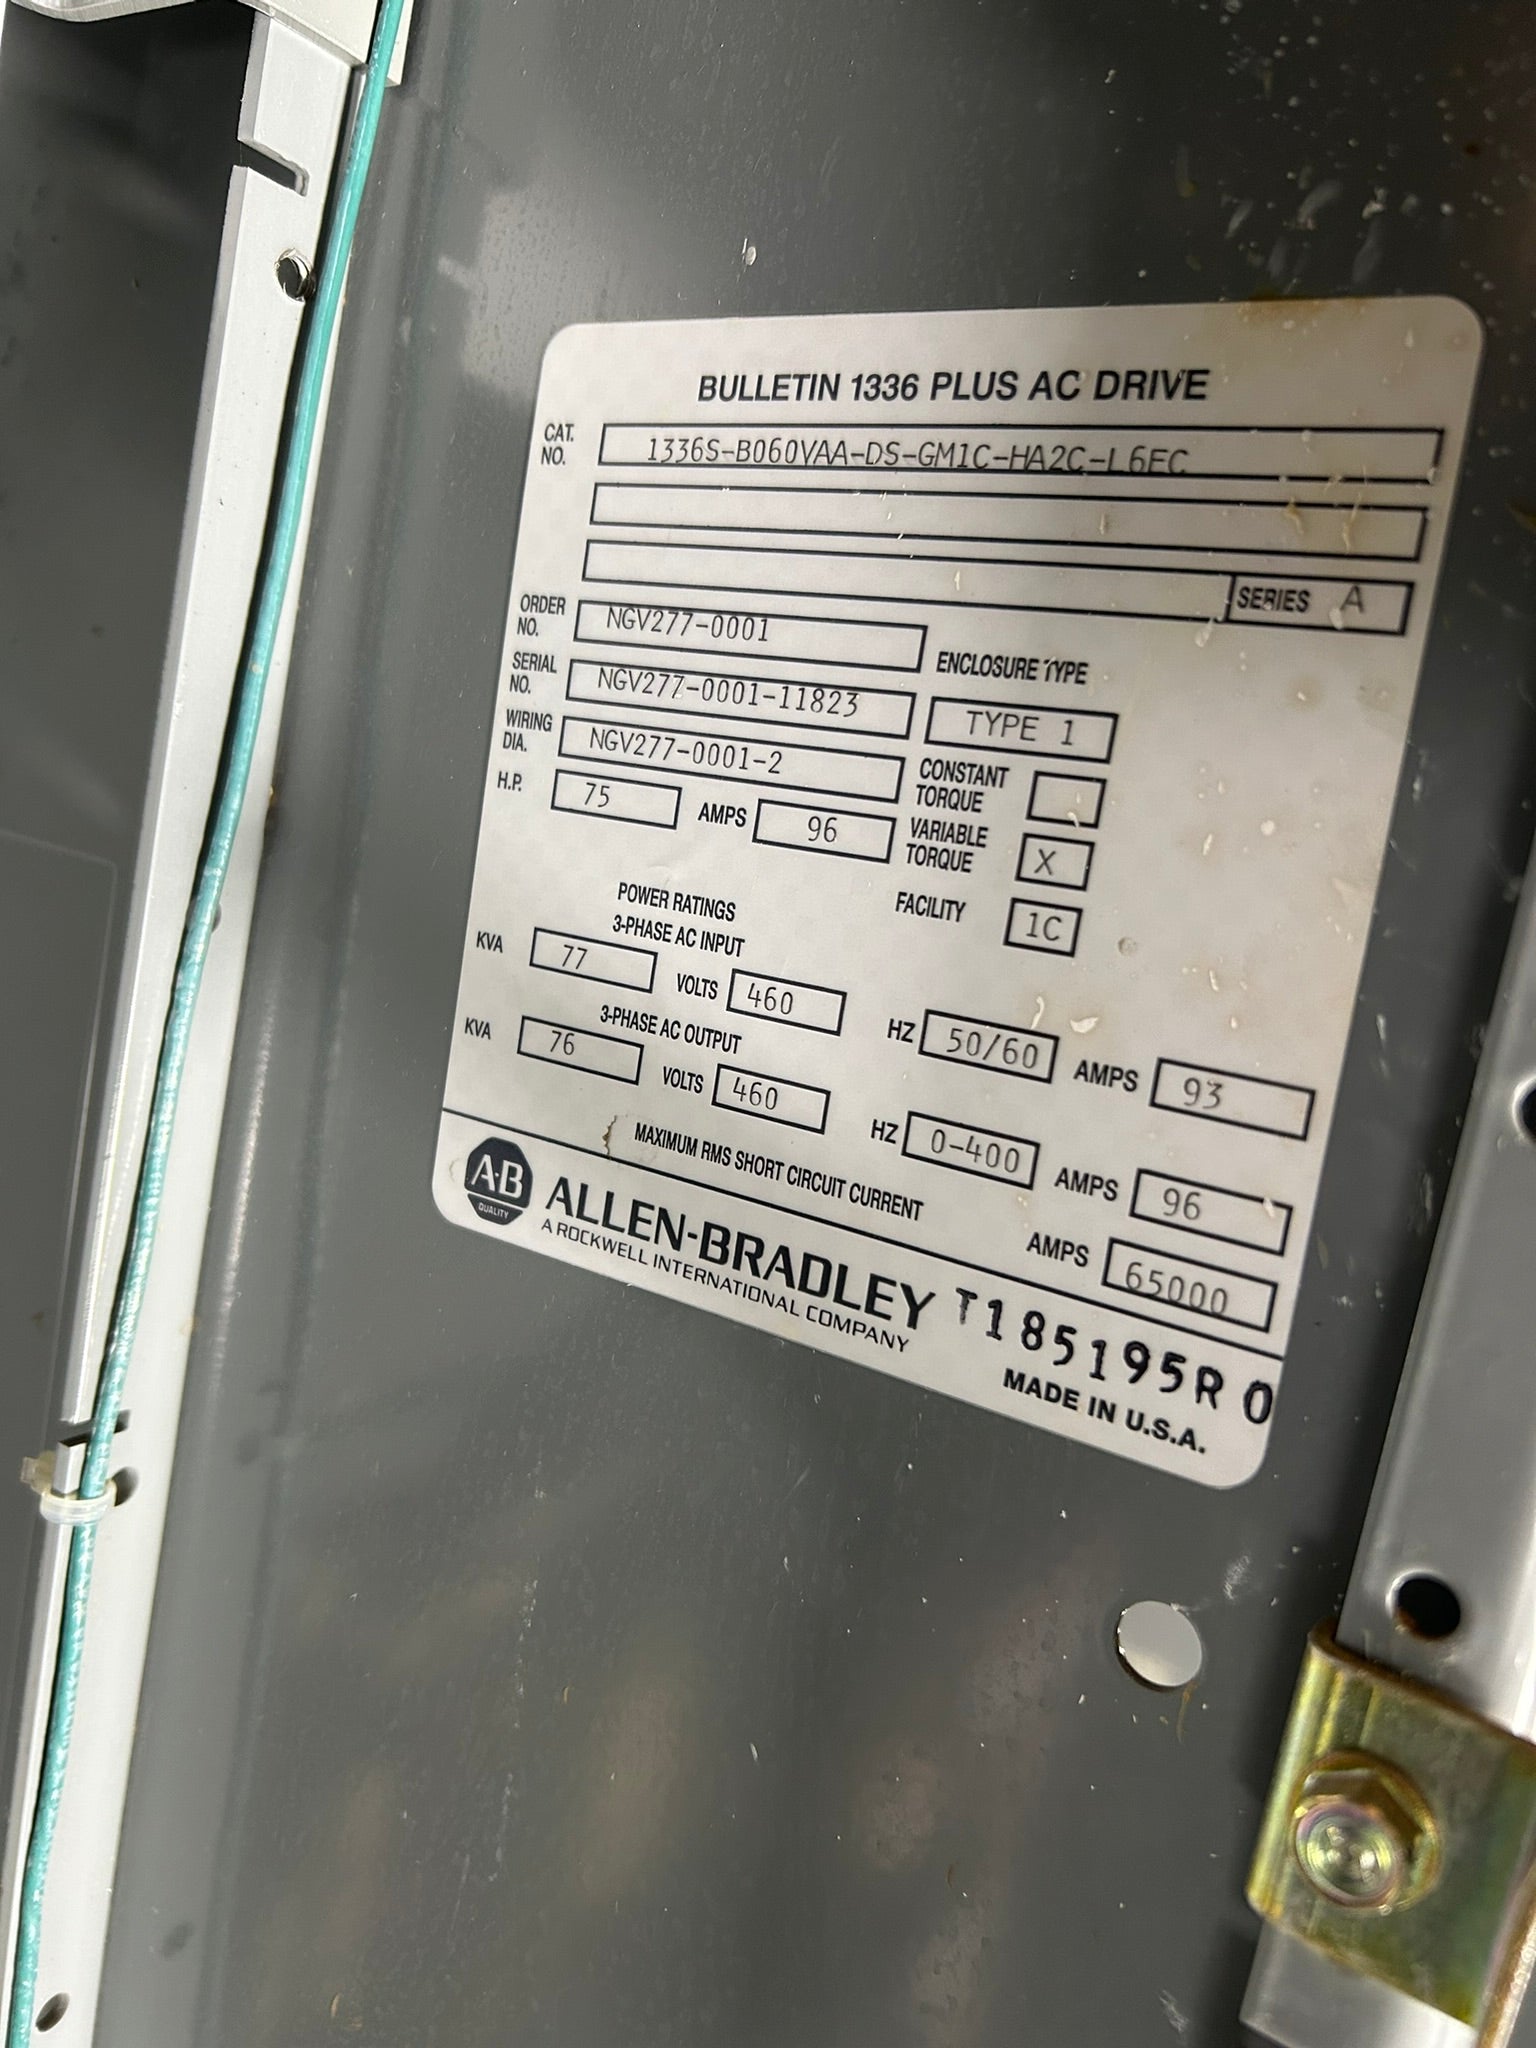 BULLETIN 1336 PLUS AC DRIVE
CAT. NO. 1336S-B060VAA-DS-GM1C-HA2C-L6EC
SERIES A
ORDER NO. NGV277-0001
ENCLOSURE TYPE
SERIAL NO. NGV277-0001-11823
TYPE 1
WIRING DIA. NGV277-0001-2
CONSTANT TORQUE
H.P. 75 AMPS 96
VARIABLE TORQUE X
FACILITY 1C
POWER RATINGS
3-PHASE AC INPUT
KVA 77 VOLTS 460 HZ 50/60 AMPS 93
3-PHASE AC OUTPUT
KVA 76 VOLTS 460 HZ 0-400 AMPS 96
MAXIMUM RMS SHORT CIRCUIT CURRENT AMPS 65000
A-B QUALITY
ALLEN-BRADLEY
A ROCKWELL INTERNATIONAL COMPANY
T185195R0
MADE IN U.S.A.